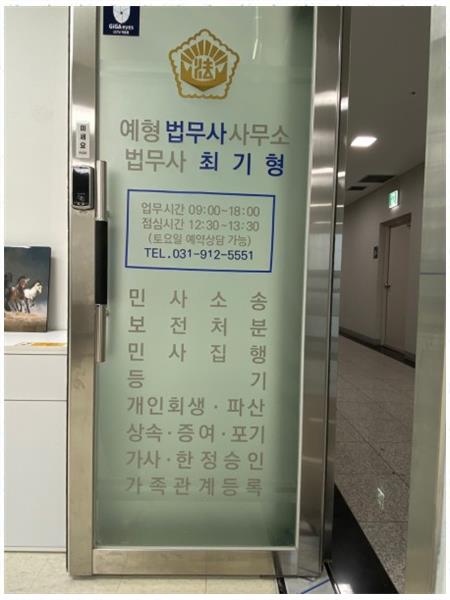 GiGA eyes
法
예형 법무사 사무소
법무사 최 기 형
미세요
업무시간 09:00-18:00
점심시간 12:30-13:30
(토요일 예약상담 가능)
TEL.031-912-5551
민 사 소 송
보 전 처 분
민 사 집 행
등 기
개인회생·파산
상속·증여·포기
가사·한정승인
가족관계등록